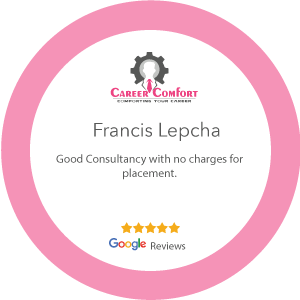 CAREER COMFORT
COMFORTING YOUR CAREER
Francis Lepcha
Good Consultancy with no charges for
placement.
Google Reviews